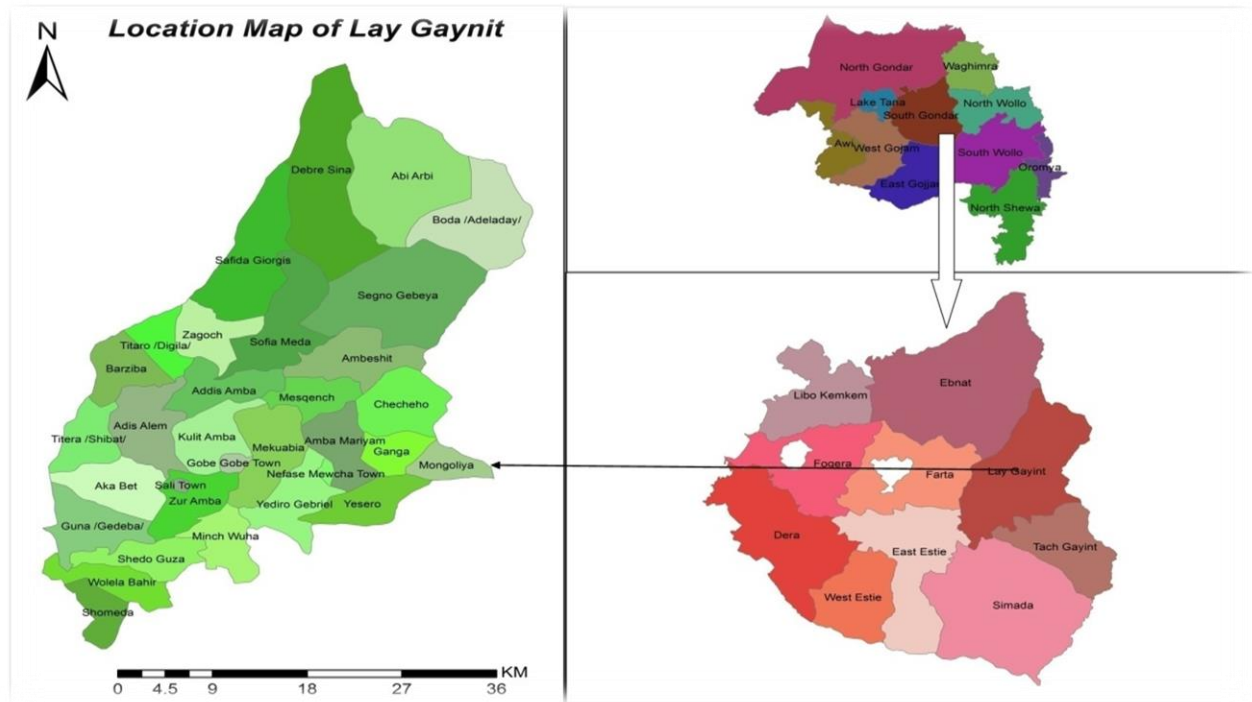 N
Location Map of Lay Gaynit
Debre Sina
Abi Arbi
Boda /Adeladay/
Safida Giorgis
Segno Gebeya
Zagoch
Titaro /Digila/
Sofia Meda
Ambeshit
Barziba
Addis Amba
Mesqench
Checheho
Adis Alem
Titera /Shibat/
Kulit Amba
Mekuabia
Amba Mariyam
Ganga
Gobe Gobe Town
Nefase Mewcha Town
Mongoliya
Aka Bet
Sali Town
Zur Amba
Yediro Gebriel
Yesero
Guna /Gedeba/
Minch Wuha
Shedo Guza
Wolela Bahir
Shomeda
KM
0 4.5 9 18 27 36
North Gondar
Waghimra
Lake Tana
North Wollo
South Gondar
Awi
West Gojam
South Wollo
Oromya
East Gojjam
North Shewa
Ebnat
Libo Kemkem
Fogera
Farta
Lay Gayint
Dera
East Estie
Tach Gayint
West Estie
Simada